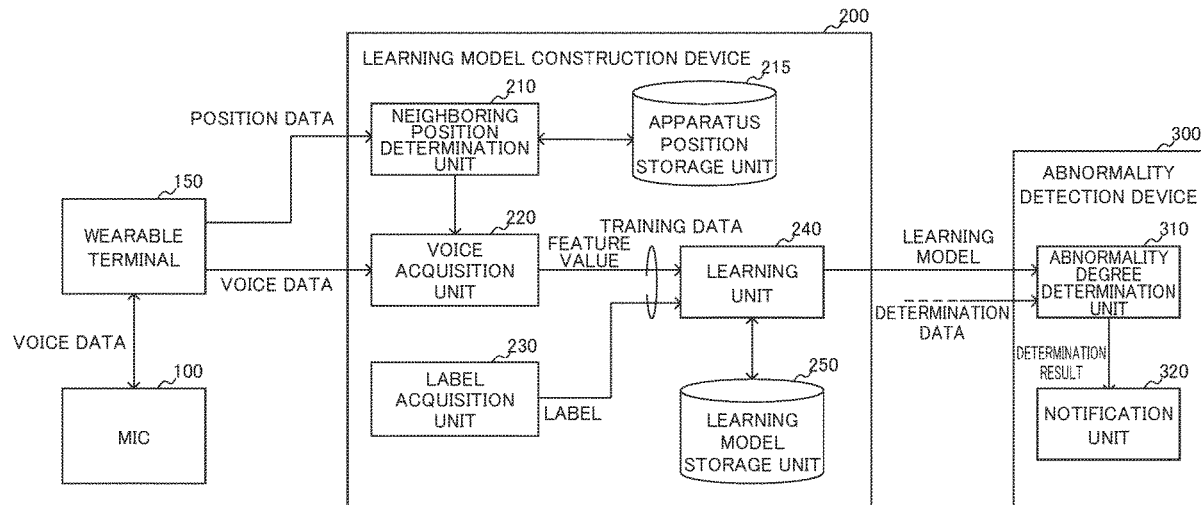 200
LEARNING MODEL CONSTRUCTION DEVICE
210
215
POSITION DATA
NEIGHBORING
POSITION
DETERMINATION
UNIT
APPARATUS
POSITION
STORAGE UNIT
300
ABNORMALITY
DETECTION DEVICE
150
WEARABLE
TERMINAL
220
VOICE
ACQUISITION
UNIT
VOICE DATA
FEATURE
VALUE
TRAINING DATA
240
LEARNING
UNIT
LEARNING
MODEL
310
ABNORMALITY
DEGREE
DETERMINATION
UNIT
DETERMINATION
DATA
VOICE DATA
100
MIC
230
LABEL
ACQUISITION
UNIT
LABEL
250
LEARNING
MODEL
STORAGE UNIT
DETERMINATION
RESULT
320
NOTIFICATION
UNIT